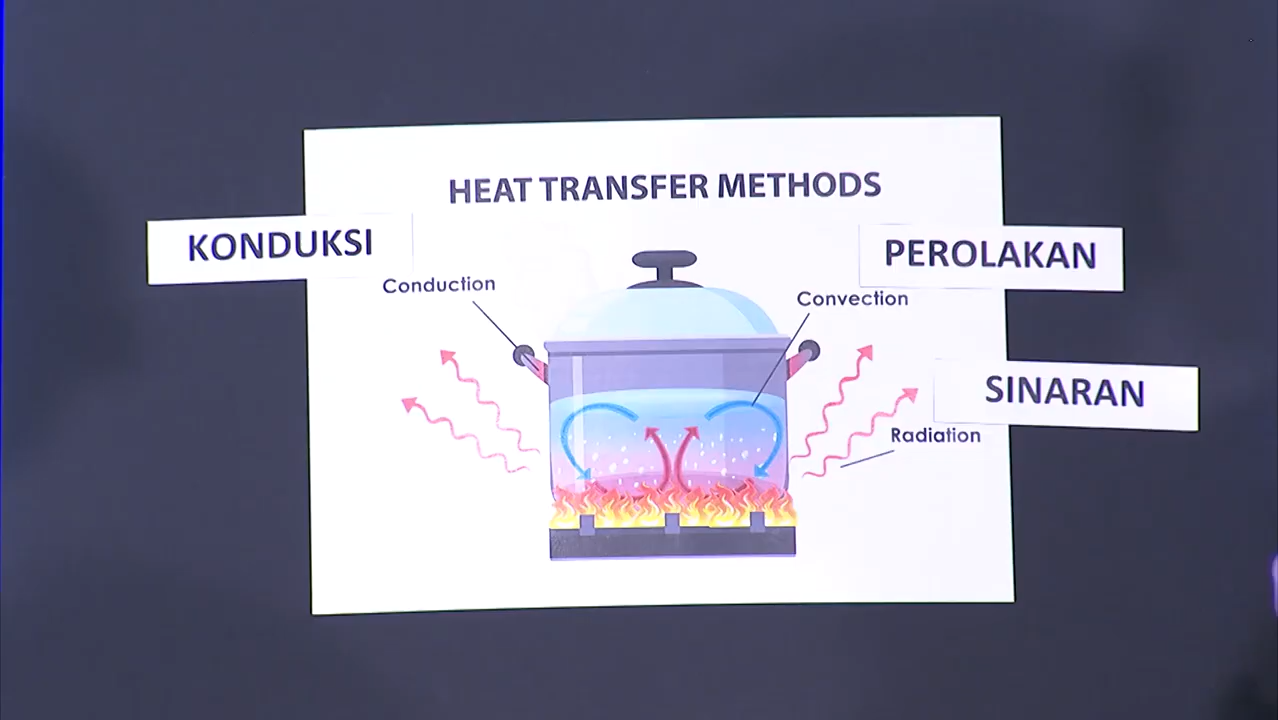 HEAT TRANSFER METHODS
KONDUKSI
PEROLAKAN
Conduction
Convection
SINARAN
Radiation